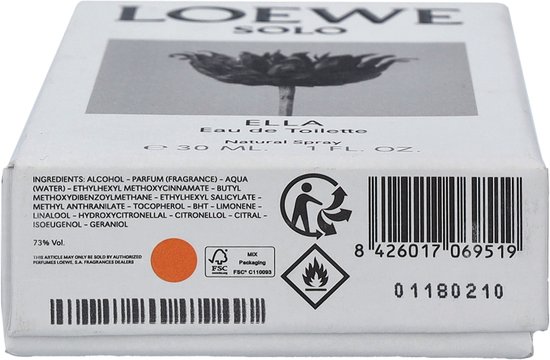 LOEWE
SOLO
ELLA
Eau de Toilette
Natural Spray
℮ 30 ML. 1 FL. OZ.
INGREDIENTS: ALCOHOL - PARFUM (FRAGRANCE) - AQUA
(WATER) - ETHYLHEXYL METHOXYCINNAMATE - BUTYL
METHOXYDIBENZOYLMETHANE - ETHYLHEXYL SALICYLATE -
METHYL ANTHRANILATE - TOCOPHEROL - BHT - LIMONENE -
LINALOOL - HYDROXYCITRONELLAL - CITRONELLOL - CITRAL -
ISOEUGENOL - GERANIOL
73% Vol.
THIS ARTICLE MAY ONLY BE SOLD BY AUTHORIZED
PERFUMES LOEWE, S.A. FRAGRANCES DEALERS
FSC
MIX
Packaging
FSC® C110093
8 426017 069519
01180210